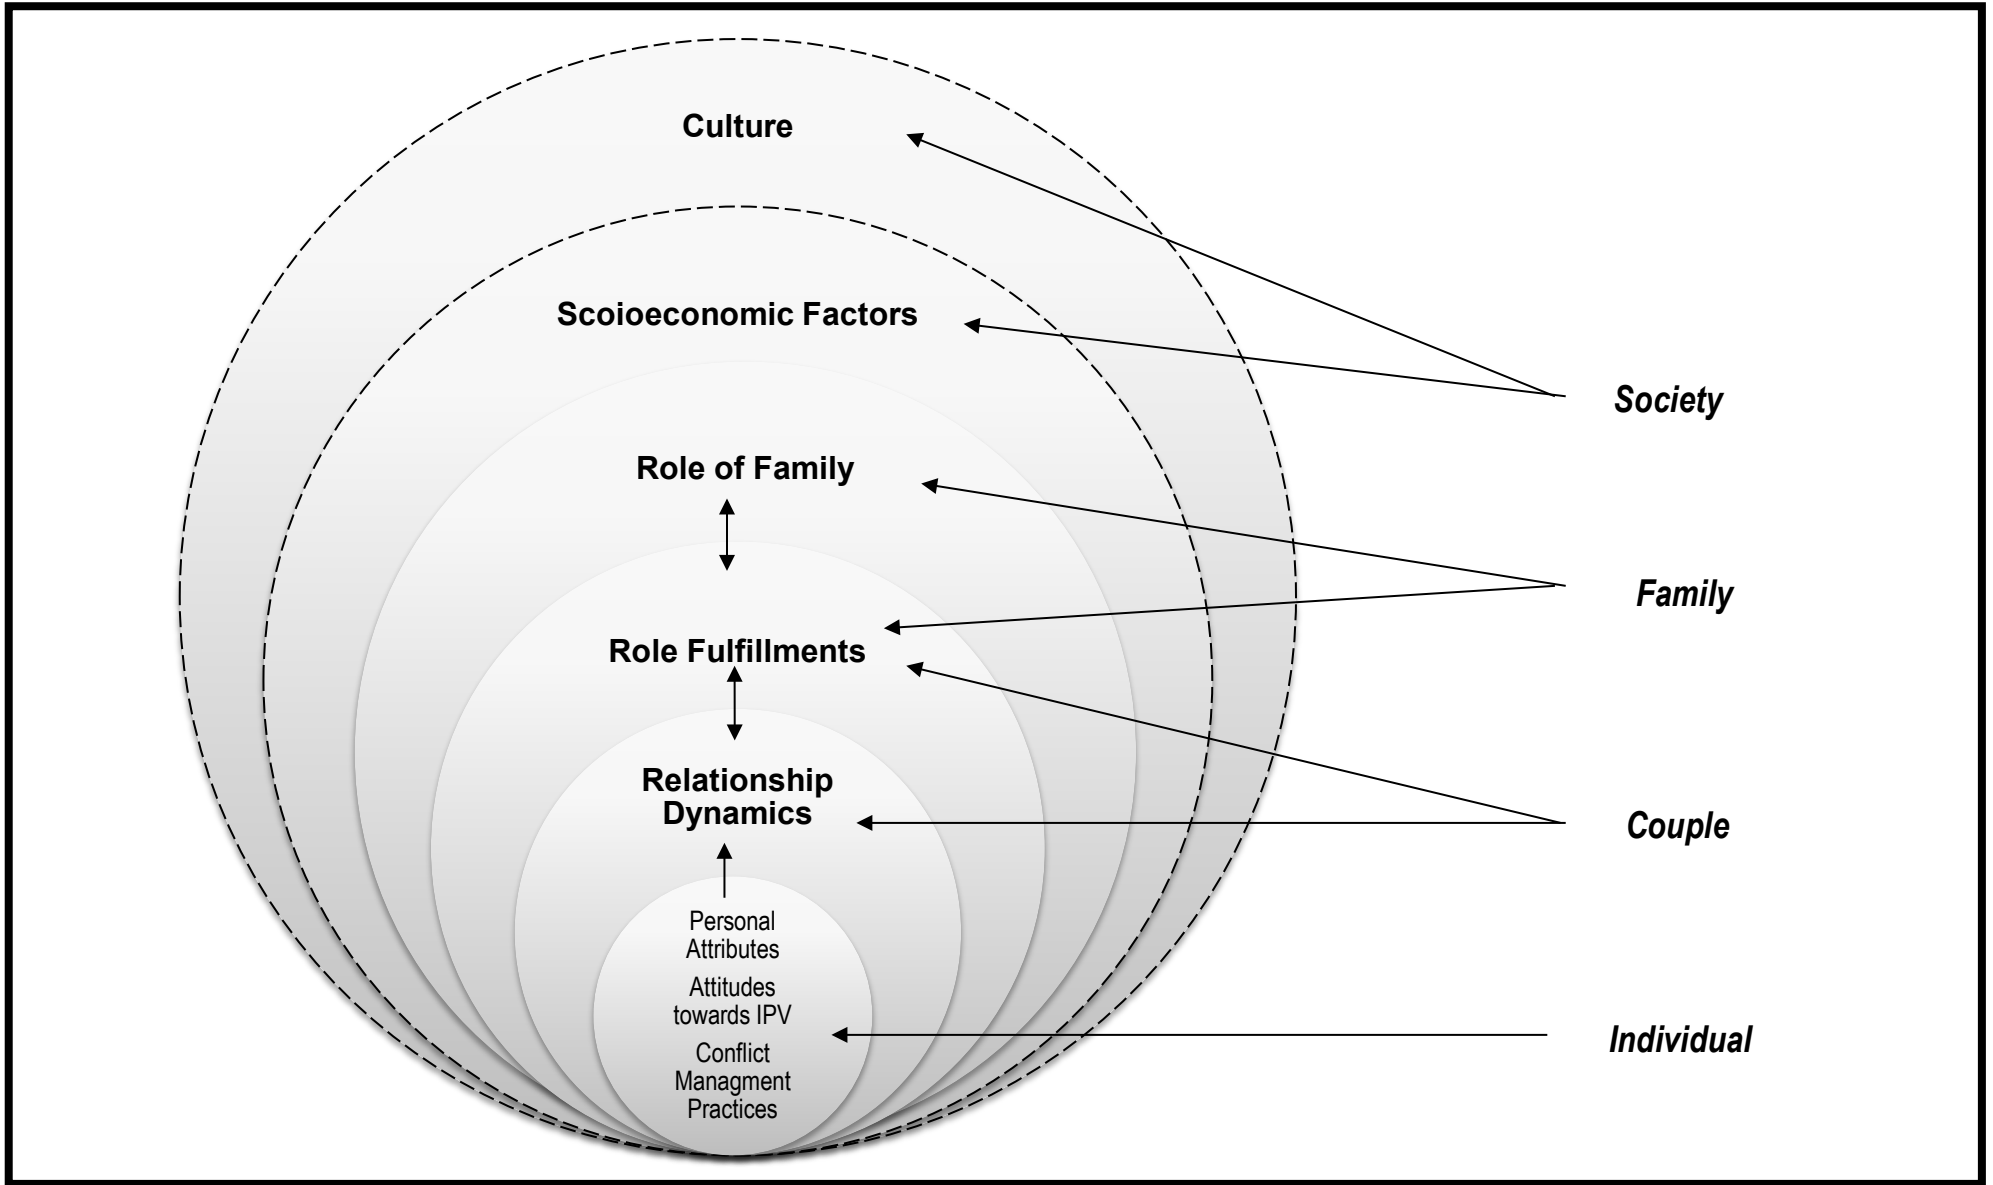 Culture
Scoioeconomic Factors
Society
Role of Family
Family
Role Fulfillments
Relationship
Dynamics
Couple
Personal
Attributes
Attitudes
towards IPV
Conflict
Managment
Practices
Individual